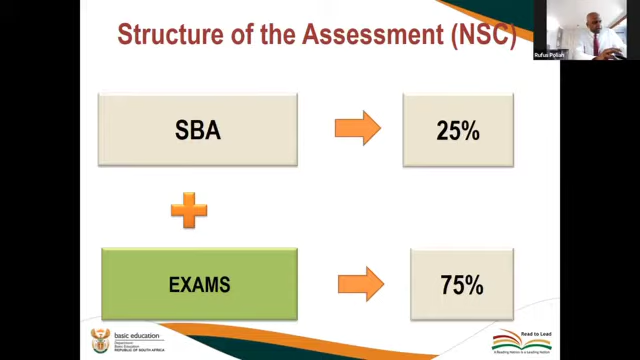 Structure of the Assessment (NSC)
Rufus Polian
SBA
25%
EXAMS
75%
basic education
Department:
Basic Education
REPUBLIC OF SOUTH AFRICA
Read to Lead
A Reading Nation is a Leading Nation